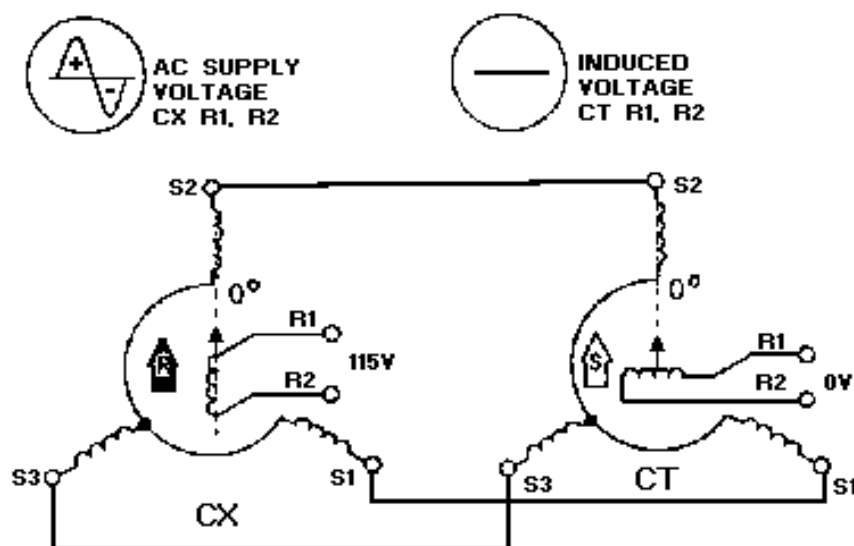 +
-
AC SUPPLY
VOLTAGE
CX R1, R2
INDUCED
VOLTAGE
CT R1, R2
S2
S2
0°
0°
R1
R
115V
R2
R1
S
R2
0V
S3
S1
S3
S1
CX
CT